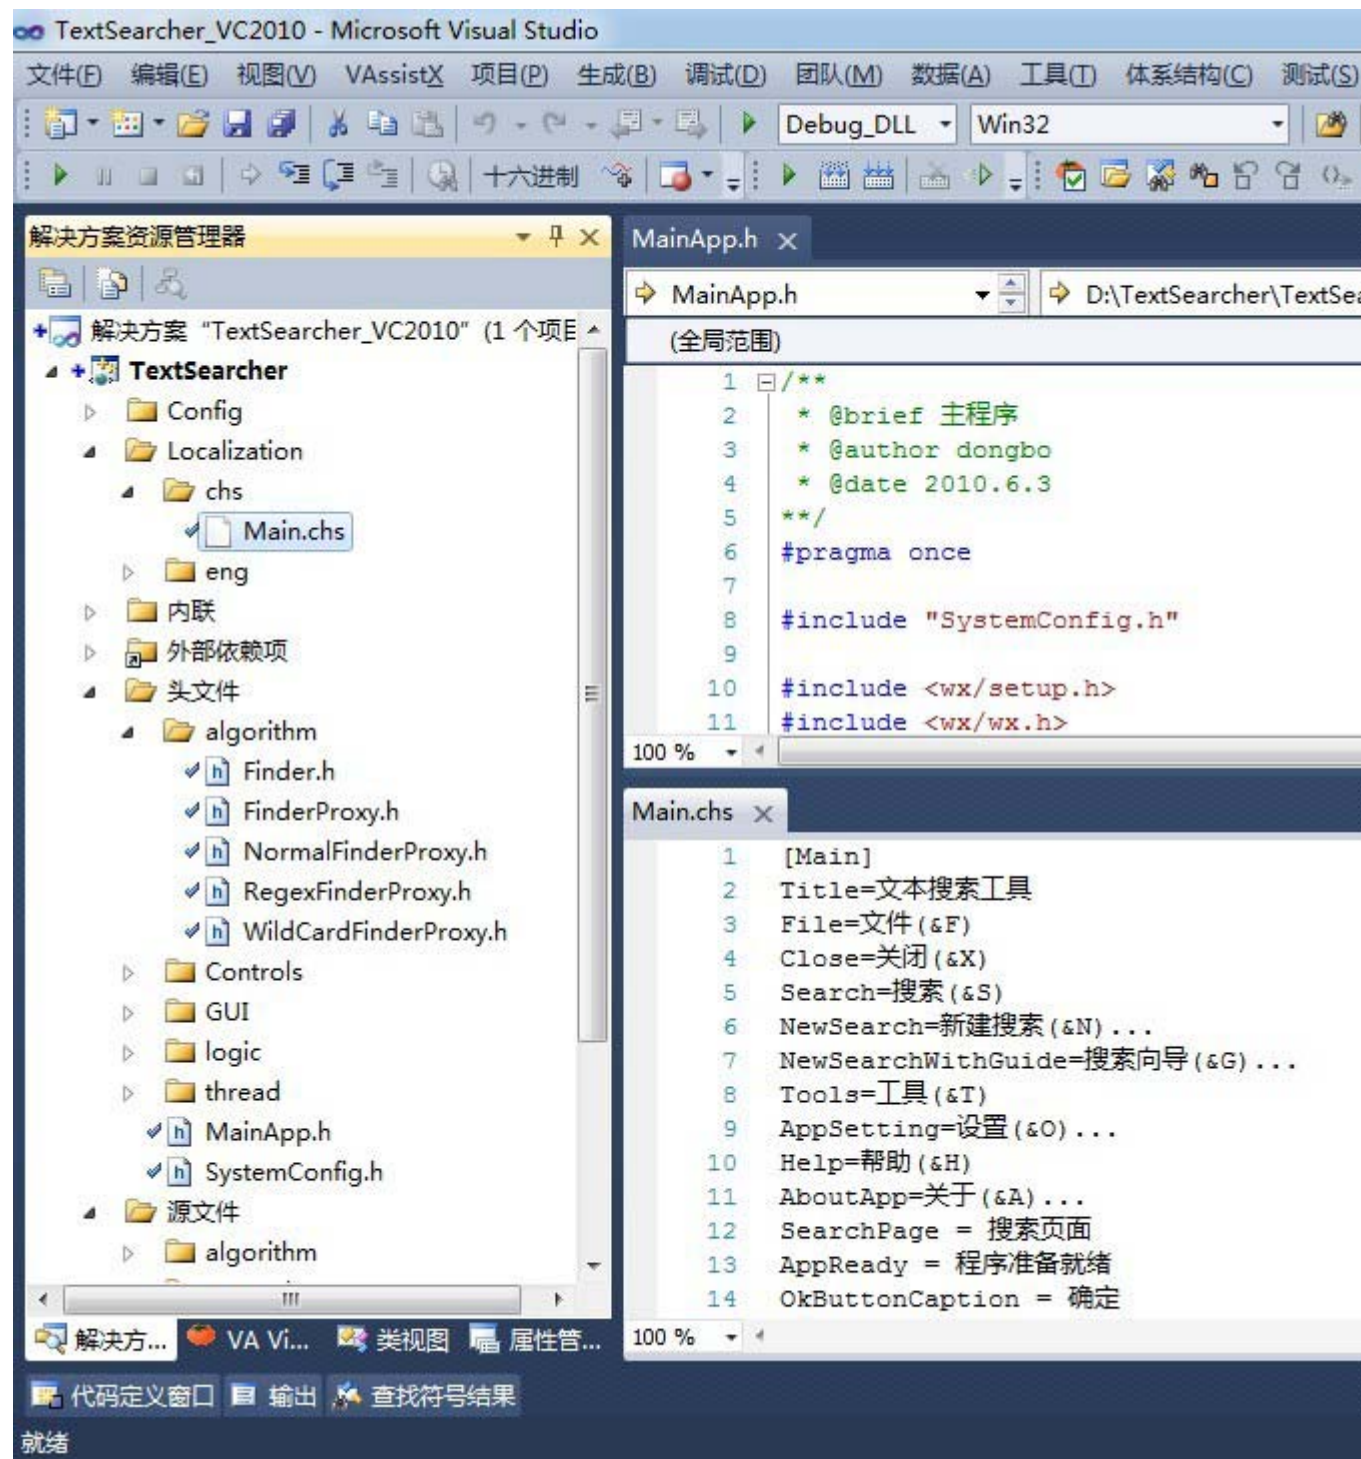 TextSearcher_VC2010 - Microsoft Visual Studio
文件(F) 编辑(E) 视图(V) VAssistX 项目(P) 生成(B) 调试(D) 团队(M) 数据(A) 工具(T) 体系结构(C) 测试(S)
Debug_DLL Win32
十六进制
解决方案资源管理器
解决方案 "TextSearcher_VC2010" (1 个项目
TextSearcher
Config
Localization
chs
Main.chs
eng
内联
外部依赖项
头文件
algorithm
Finder.h
FinderProxy.h
NormalFinderProxy.h
RegexFinderProxy.h
WildCardFinderProxy.h
Controls
GUI
logic
thread
MainApp.h
SystemConfig.h
源文件
algorithm
解决方... VA Vi... 类视图 属性管...
MainApp.h
MainApp.h D:\TextSearcher\TextSea
(全局范围)
1 /**
2 * @brief 主程序
3 * @author dongbo
4 * @date 2010.6.3
5 **/
6 #pragma once
7
8 #include "SystemConfig.h"
9
10 #include <wx/setup.h>
11 #include <wx/wx.h>
100 %
Main.chs
1 [Main]
2 Title=文本搜索工具
3 File=文件(&F)
4 Close=关闭(&X)
5 Search=搜索(&S)
6 NewSearch=新建搜索(&N)...
7 NewSearchWithGuide=搜索向导(&G)...
8 Tools=工具(&T)
9 AppSetting=设置(&O)...
10 Help=帮助(&H)
11 AboutApp=关于(&A)...
12 SearchPage = 搜索页面
13 AppReady = 程序准备就绪
14 OkButtonCaption = 确定
100 %
代码定义窗口 输出 查找符号结果
就绪